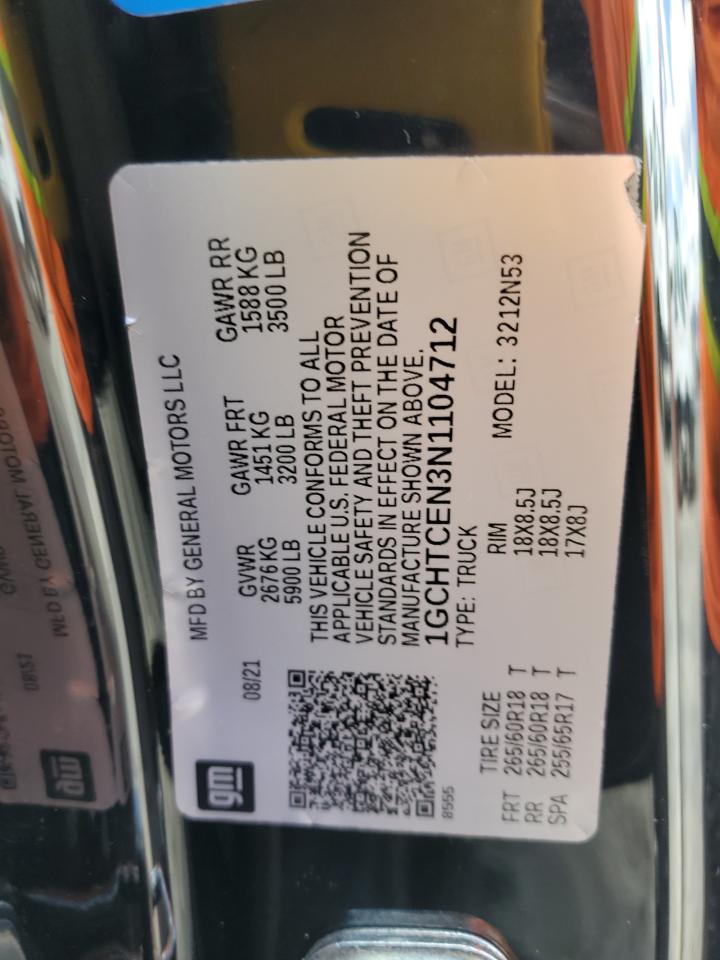 gm
MFD BY GENERAL MOTORS LLC
08/21
GVWR GAWR FRT GAWR RR
2676 KG 1451 KG 1588 KG
5900 LB 3200 LB 3500 LB
THIS VEHICLE CONFORMS TO ALL
APPLICABLE U.S. FEDERAL MOTOR
VEHICLE SAFETY AND THEFT PREVENTION
STANDARDS IN EFFECT ON THE DATE OF
MANUFACTURE SHOWN ABOVE.
1GCHTCEN3N1104712
8555
TYPE: TRUCK
TIRE SIZE RIM MODEL: 3212N53
FRT 265/60R18 T 18X8.5J
RR 265/60R18 T 18X8.5J
SPA 255/65R17 T 17X8J